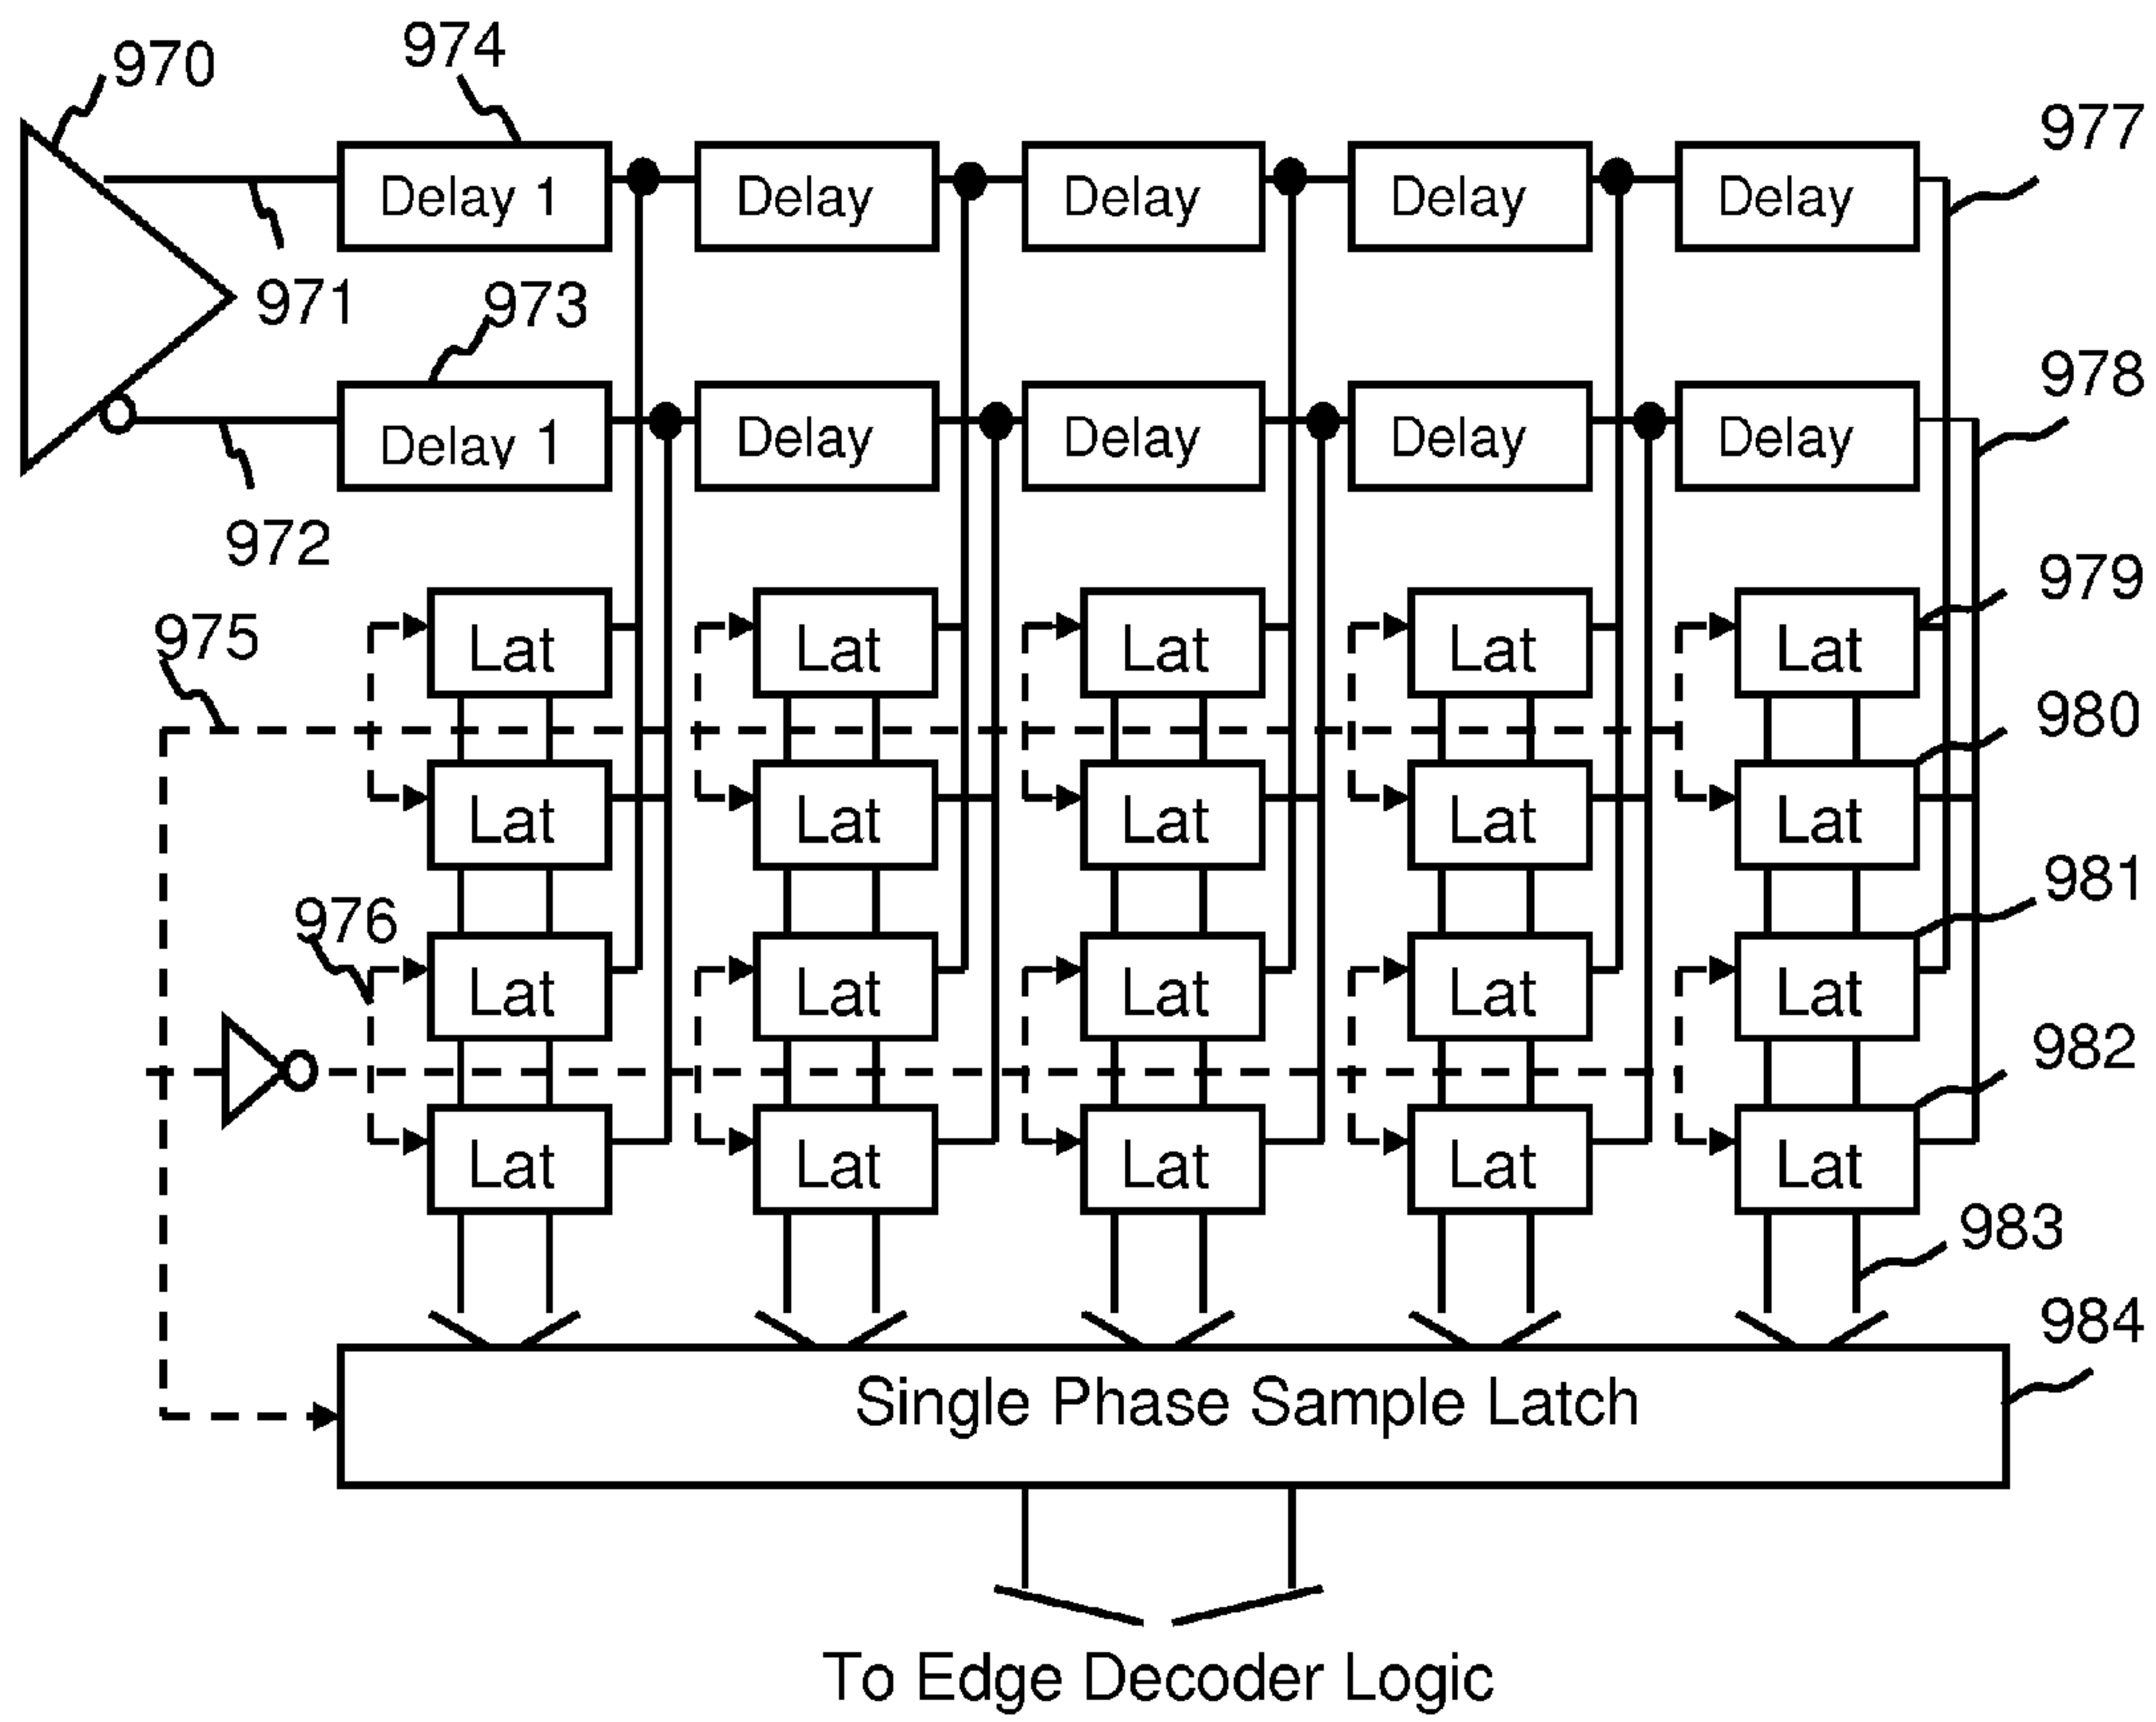 974
970
977
Delay 1 Delay Delay Delay Delay
971
973
978
Delay 1 Delay Delay Delay Delay
972
979
975
Lat Lat Lat Lat Lat
980
Lat Lat Lat Lat Lat
981
976
Lat Lat Lat Lat Lat
982
Lat Lat Lat Lat Lat
983
984
Single Phase Sample Latch
To Edge Decoder Logic